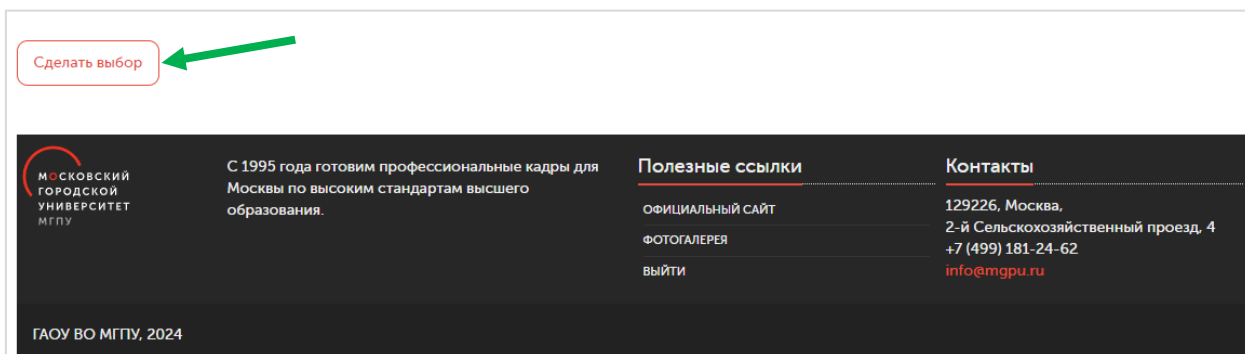 Сделать выбор
МОСКОВСКИЙ
ГОРОДСКОЙ
УНИВЕРСИТЕТ
МГПУ
С 1995 года готовим профессиональные кадры для
Москвы по высоким стандартам высшего
образования.
Полезные ссылки
ОФИЦИАЛЬНЫЙ САЙТ
ФОТОГАЛЕРЕЯ
ВЫЙТИ
Контакты
129226, Москва,
2-й Сельскохозяйственный проезд, 4
+7 (499) 181-24-62
info@mgpu.ru
ГАОУ ВО МГПУ, 2024